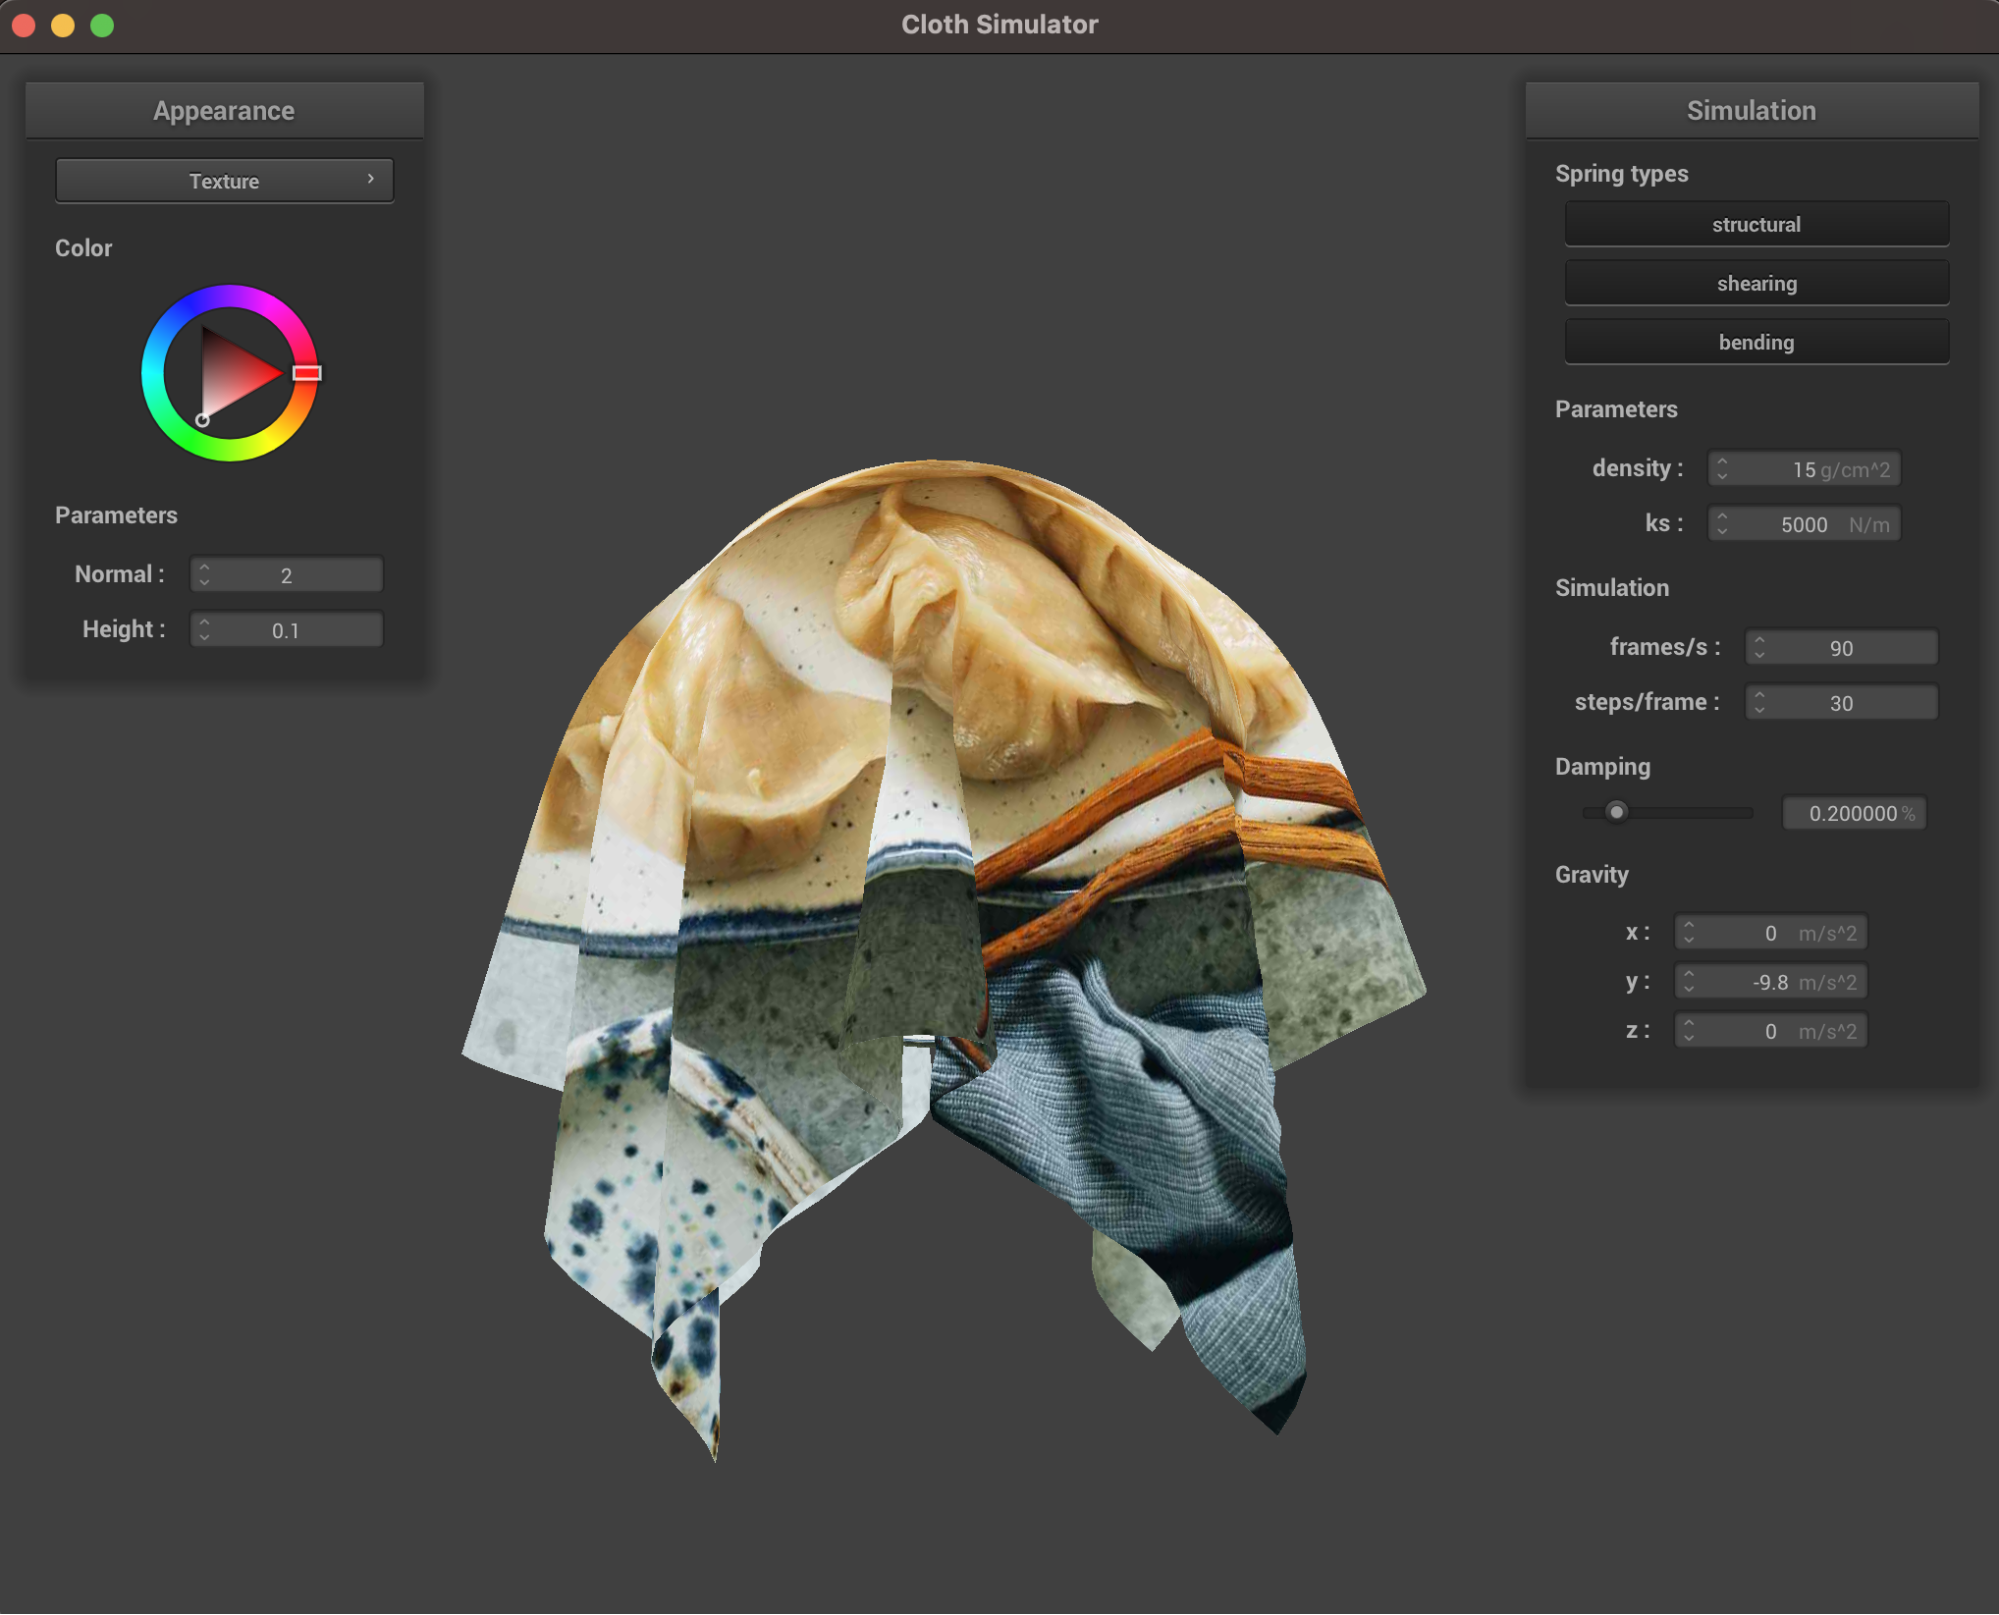 Cloth Simulator
Appearance
Texture
Color
Parameters
Normal : 2
Height : 0.1
Simulation
Spring types
structural
shearing
bending
Parameters
density : 15 g/cm^2
ks : 5000 N/m
Simulation
frames/s : 90
steps/frame : 30
Damping
0.200000 %
Gravity
x : 0 m/s^2
y : -9.8 m/s^2
z : 0 m/s^2